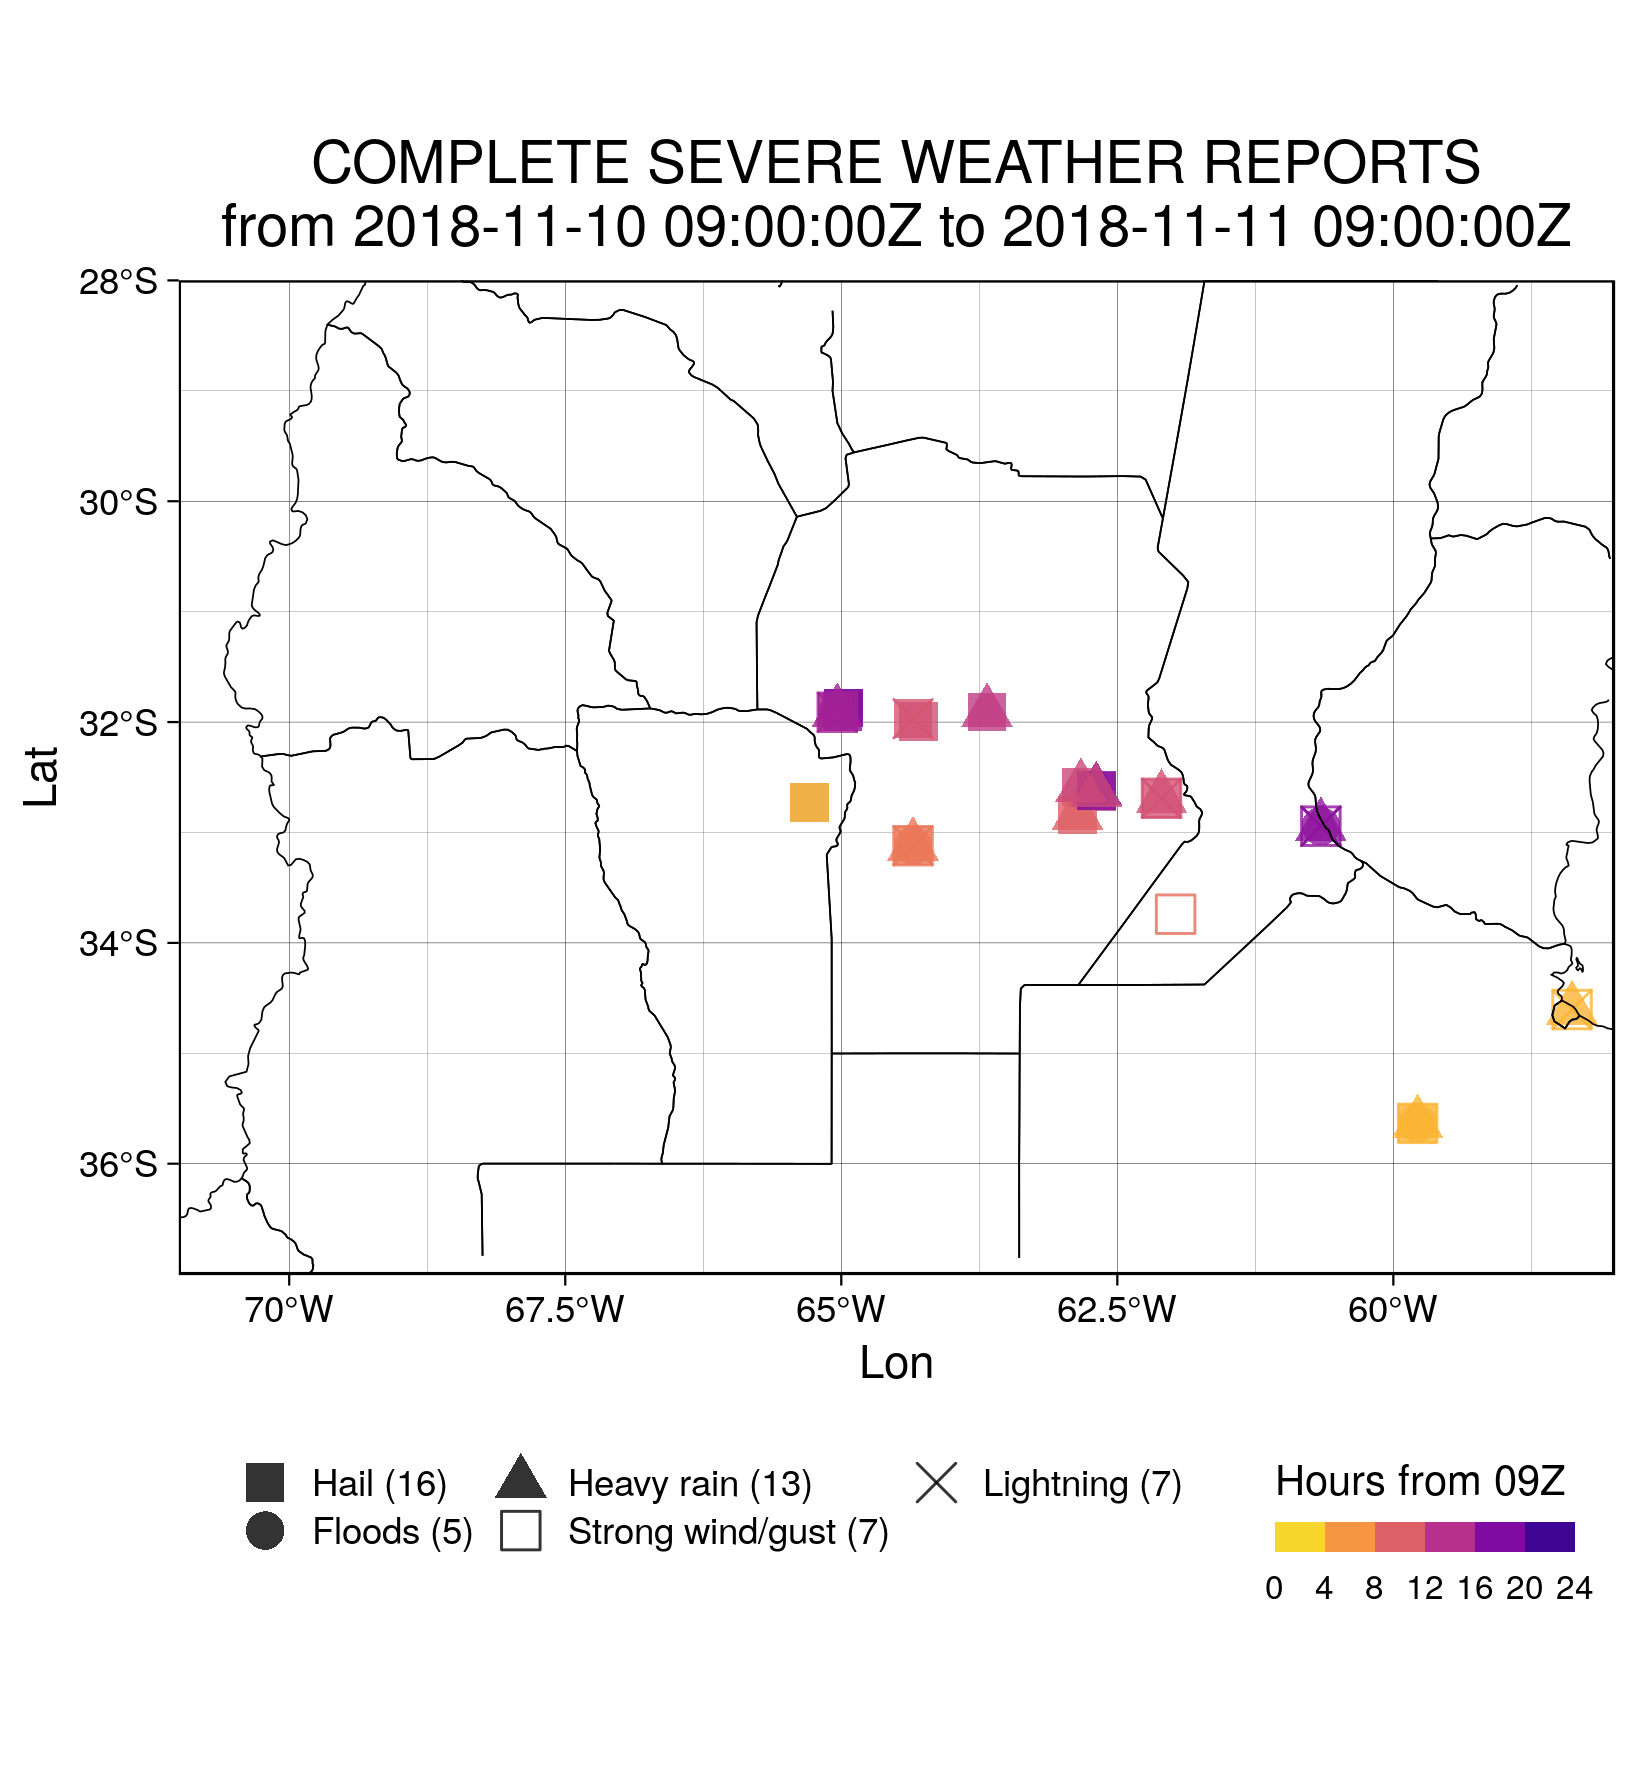 COMPLETE SEVERE WEATHER REPORTS
from 2018-11-10 09:00:00Z to 2018-11-11 09:00:00Z
28°S
30°S
32°S
34°S
36°S
Lat
70°W 67.5°W 65°W 62.5°W 60°W
Lon
Hail (16) Heavy rain (13) Lightning (7)
Floods (5) Strong wind/gust (7)
Hours from 09Z
0 4 8 12 16 20 24